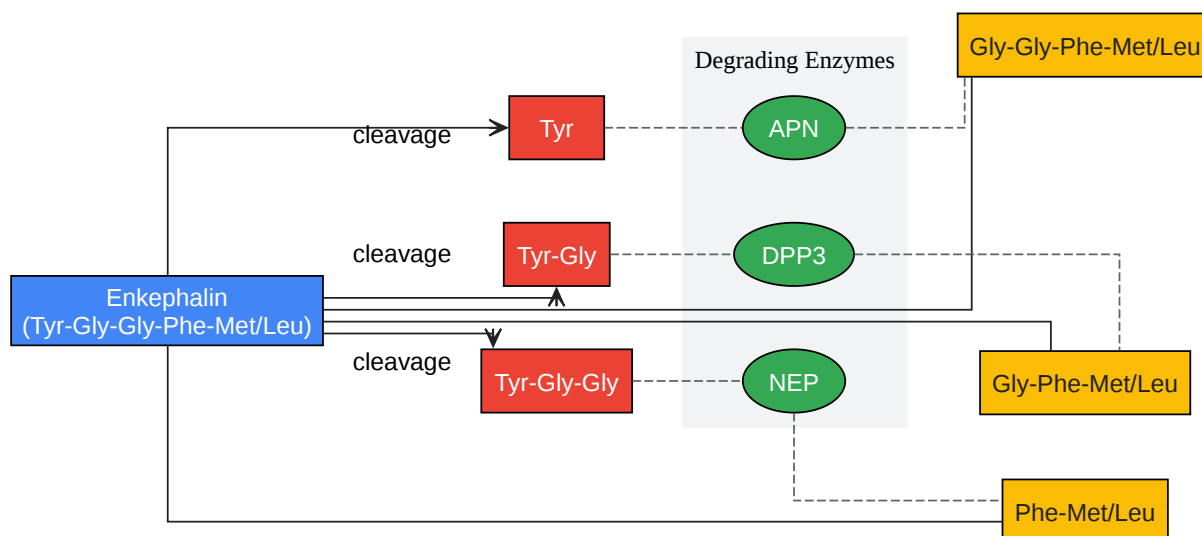 Gly-Gly-Phe-Met/Leu
Degrading Enzymes
cleavage
Tyr
APN
cleavage
Tyr-Gly
DPP3
Enkephalin
(Tyr-Gly-Gly-Phe-Met/Leu)
cleavage
Tyr-Gly-Gly
NEP
Gly-Phe-Met/Leu
Phe-Met/Leu